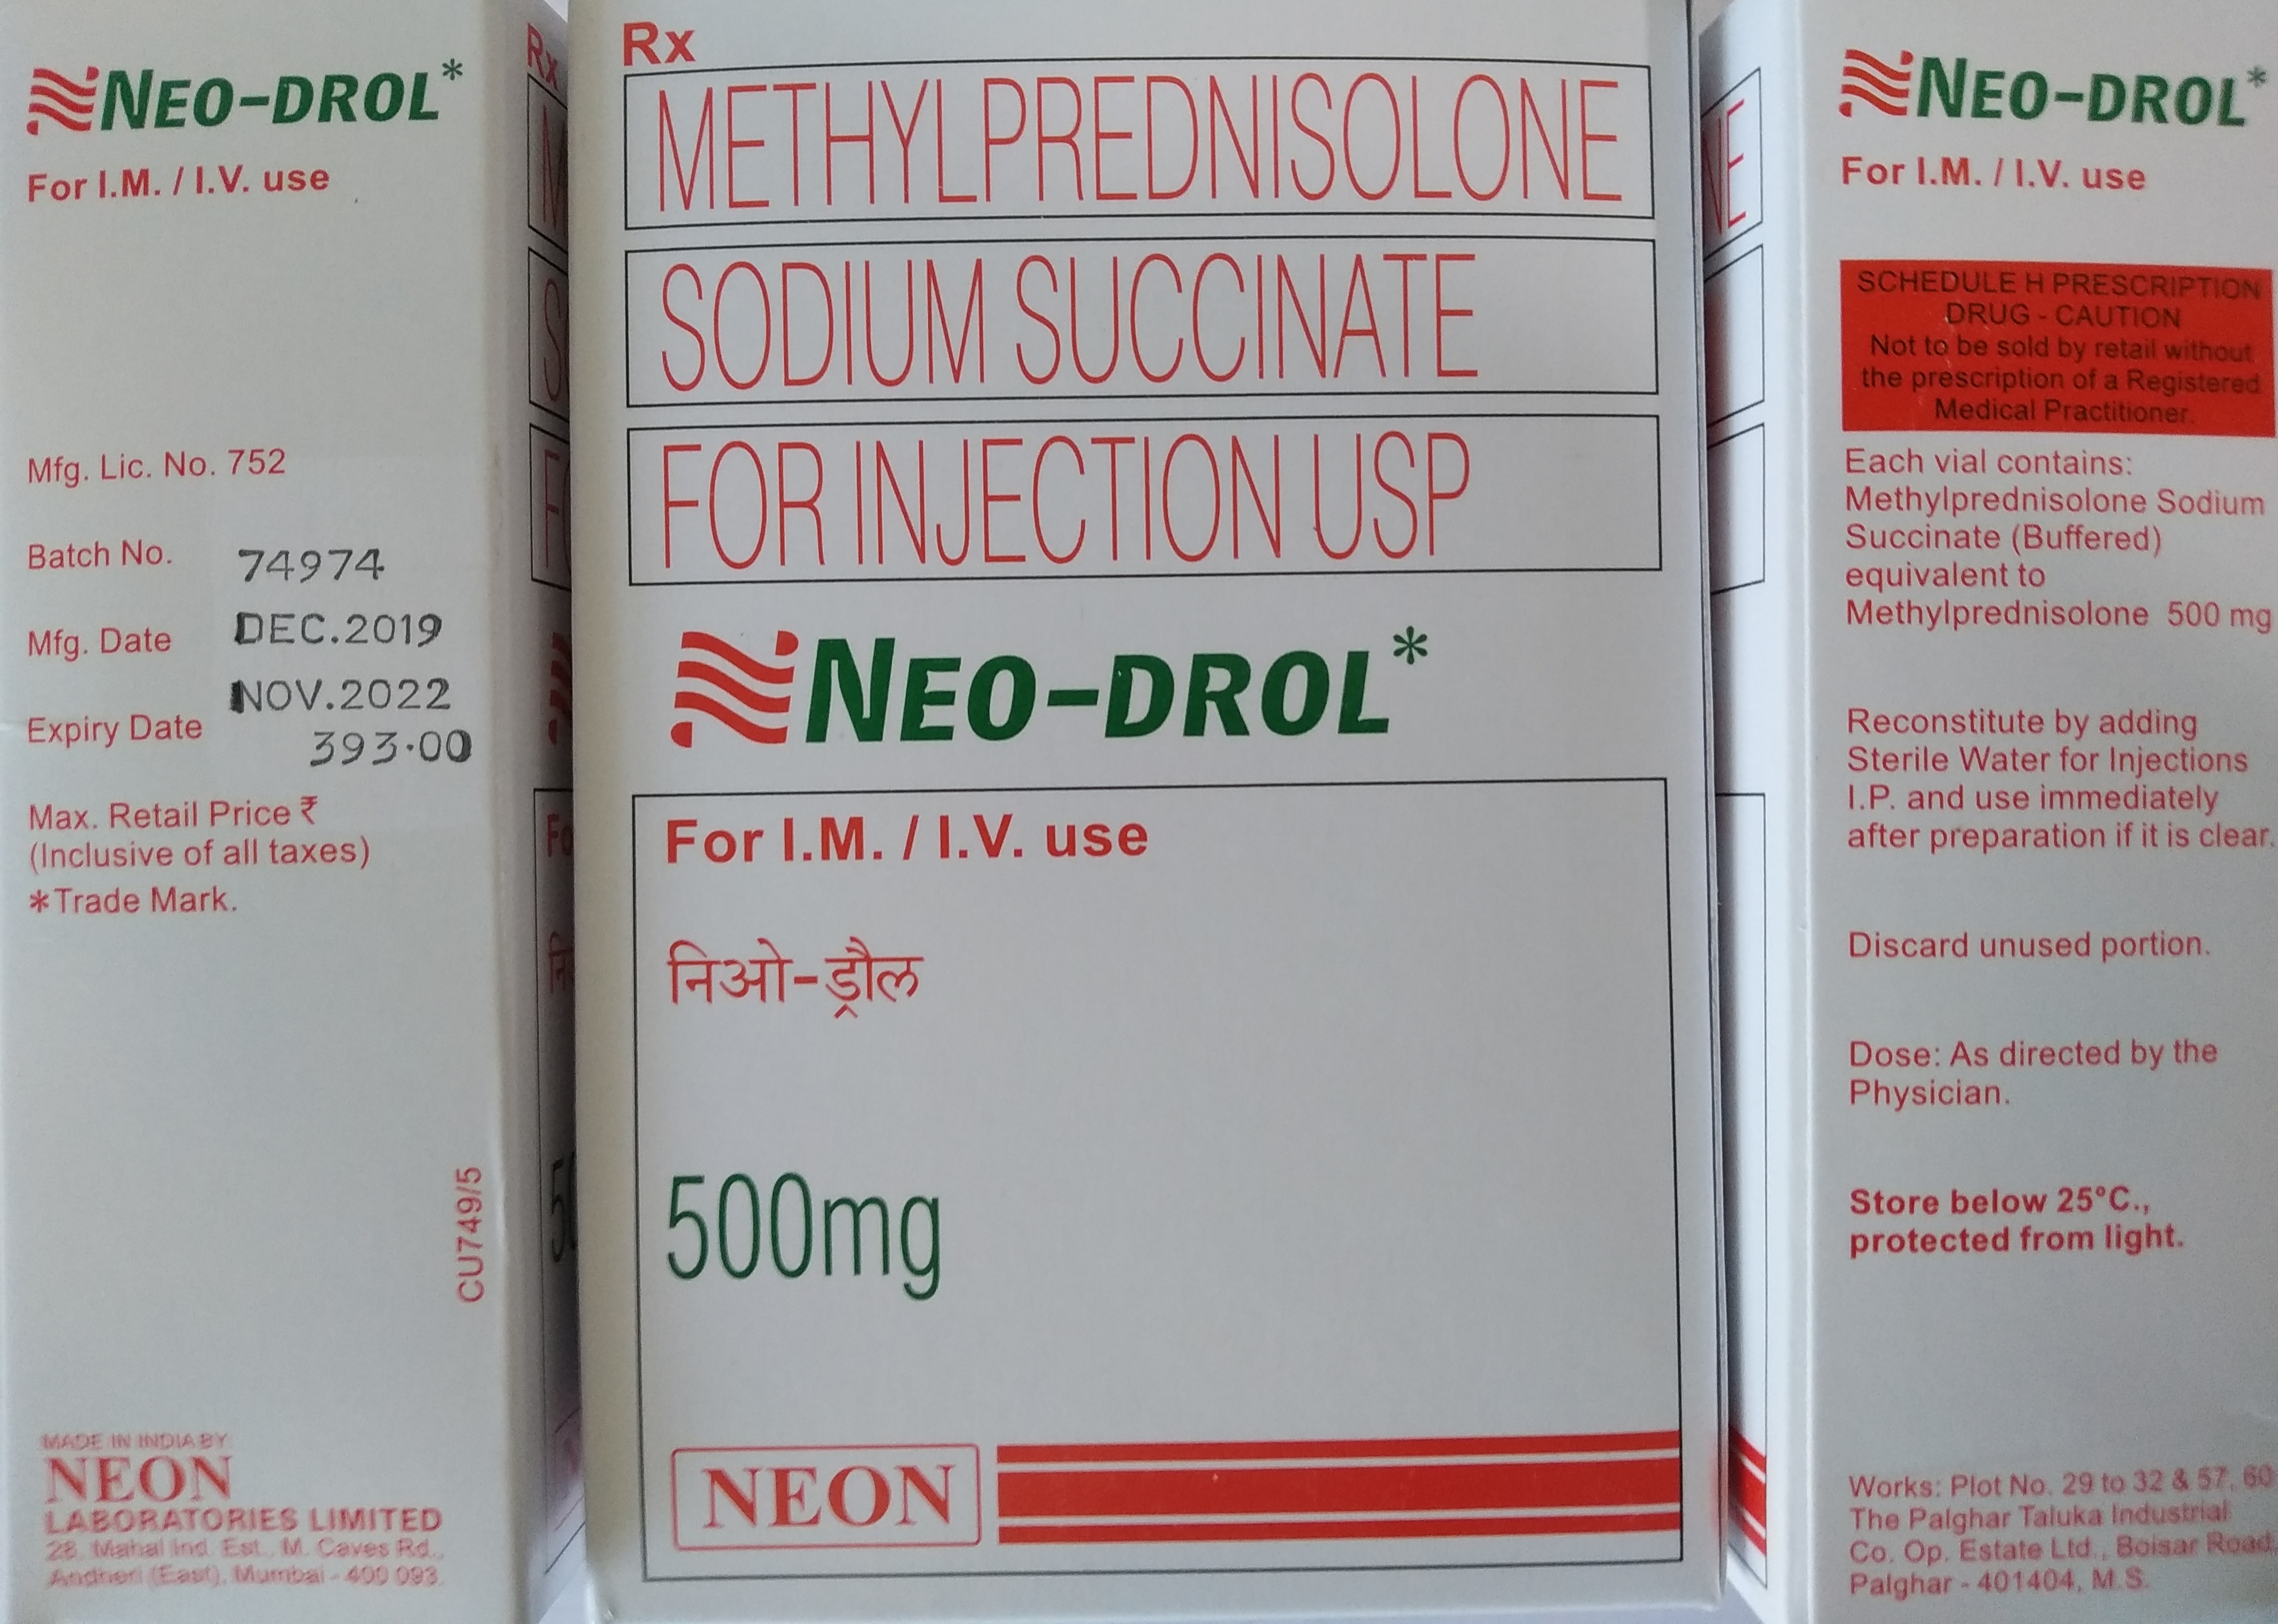 NEO-DROL*
For I.M. / I.V. use
Mfg. Lic. No. 752
Batch No. 74974
Mfg. Date DEC.2019
Expiry Date NOV.2022
393.00
Max. Retail Price ₹
(Inclusive of all taxes)
*Trade Mark.
CU749/5
MADE IN INDIA BY
NEON
LABORATORIES LIMITED
28, Mahal Ind. Est., M. Caves Rd.,
Andheri (East), Mumbai - 400 093.
Rx
Rx
METHYLPREDNISOLONE
SODIUM SUCCINATE
FOR INJECTION USP
NEO-DROL*
For I.M. / I.V. use
निओ-ड्रौल
500mg
NEON
NEO-DROL*
For I.M. / I.V. use
SCHEDULE H PRESCRIPTION
DRUG - CAUTION
Not to be sold by retail without
the prescription of a Registered
Medical Practitioner.
Each vial contains:
Methylprednisolone Sodium
Succinate (Buffered)
equivalent to
Methylprednisolone 500 mg
Reconstitute by adding
Sterile Water for Injections
I.P. and use immediately
after preparation if it is clear.
Discard unused portion.
Dose: As directed by the
Physician.
Store below 25°C.,
protected from light.
Works: Plot No. 29 to 32 & 57, 60
The Palghar Taluka Industrial
Co. Op. Estate Ltd., Boisar Road,
Palghar - 401404, M.S.